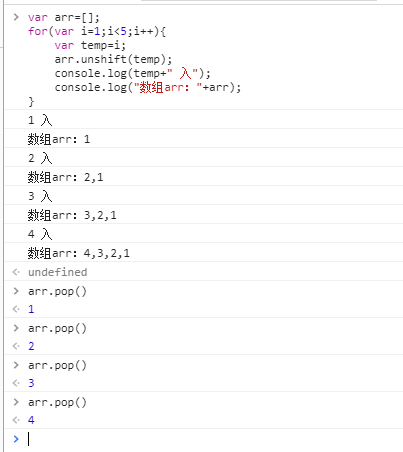 > var arr=[];
for(var i=1;i<5;i++){
    var temp=i;
    arr.unshift(temp);
    console.log(temp+" 入");
    console.log("数组arr: "+arr);
}
1 入
数组arr: 1
2 入
数组arr: 2,1
3 入
数组arr: 3,2,1
4 入
数组arr: 4,3,2,1
undefined
> arr.pop()
1
> arr.pop()
2
> arr.pop()
3
> arr.pop()
4
>